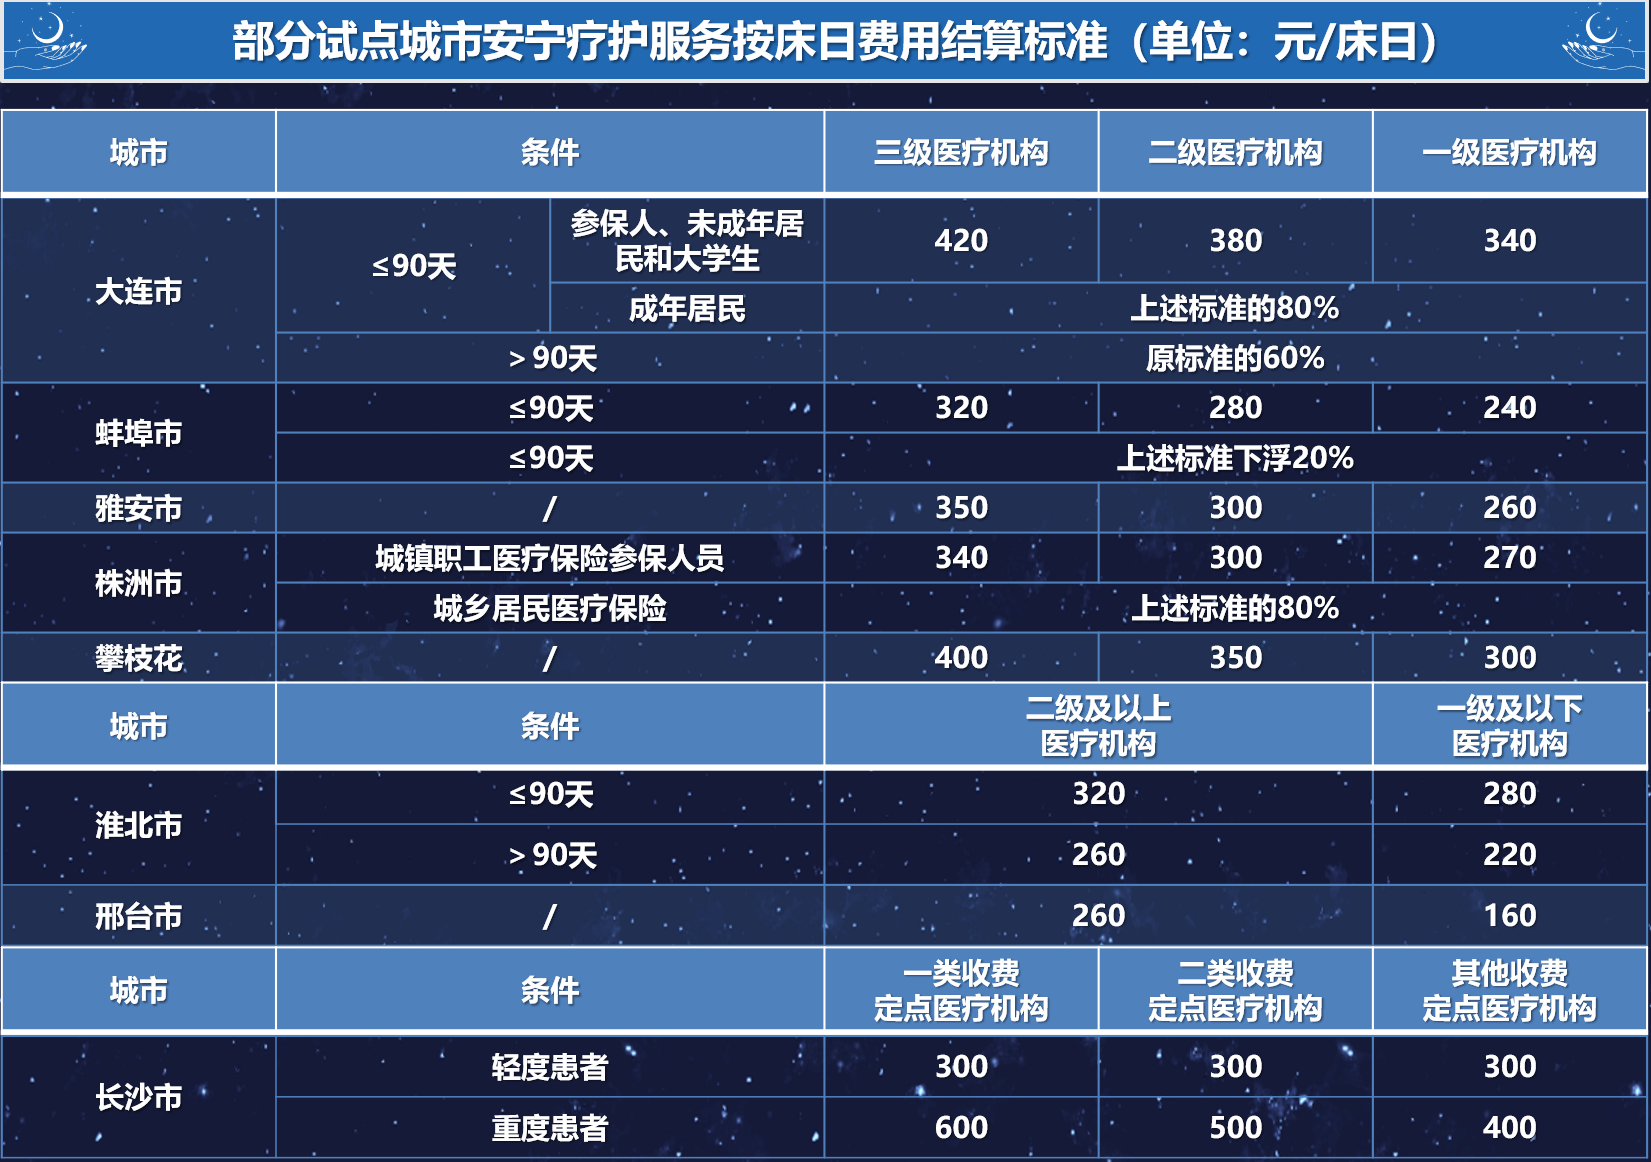 部分试点城市安宁疗护服务按床日费用结算标准（单位：元/床日）
城市 条件 三级医疗机构 二级医疗机构 一级医疗机构
大连市 ≤90天 参保人、未成年居
民和大学生 420 380 340
成年居民 上述标准的80%
＞90天 原标准的60%
蚌埠市 ≤90天 320 280 240
≤90天 上述标准下浮20%
雅安市 / 350 300 260
株洲市 城镇职工医疗保险参保人员 340 300 270
城乡居民医疗保险 上述标准的80%
攀枝花 / 400 350 300
城市 条件 二级及以上
医疗机构 一级及以下
医疗机构
淮北市 ≤90天 320 280
＞90天 260 220
邢台市 / 260 160
城市 条件 一类收费
定点医疗机构 二类收费
定点医疗机构 其他收费
定点医疗机构
长沙市 轻度患者 300 300 300
重度患者 600 500 400